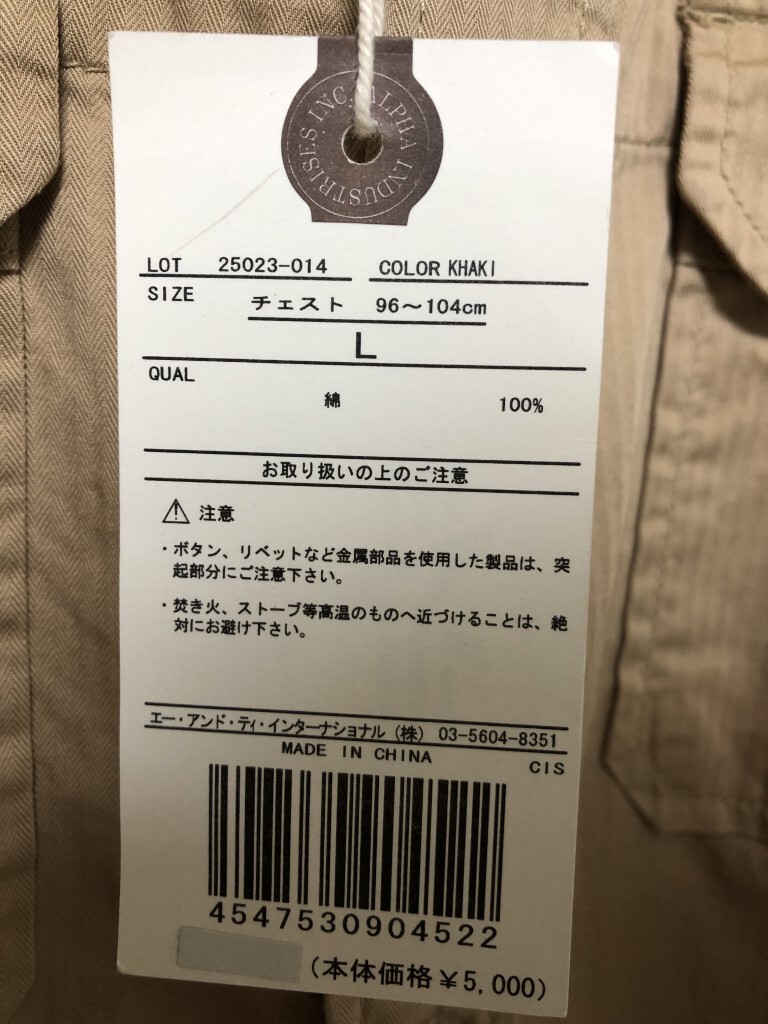 ALPHA INDUSTRISES INC.
LOT 25023-014 COLOR KHAKI
SIZE チェスト 96～104cm
L
QUAL
綿 100%
お取り扱いの上のご注意
⚠ 注意
・ボタン、リベットなど金属部品を使用した製品は、突
起部分にご注意下さい。
・焚き火、ストーブ等高温のものへ近づけることは、絶
対にお避け下さい。
エー・アンド・ティ・インターナショナル（株） 03-5604-8351
MADE IN CHINA
CIS
4547530904522
（本体価格￥5,000）